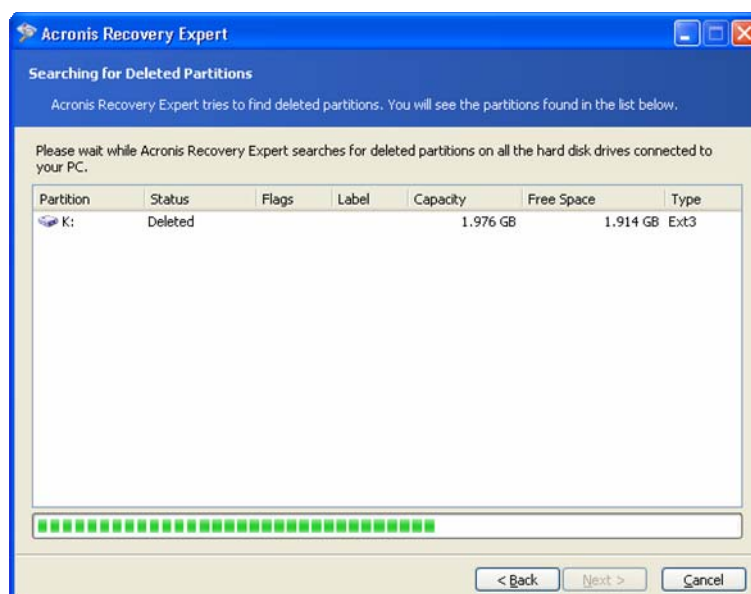 Acronis Recovery Expert
Searching for Deleted Partitions
Acronis Recovery Expert tries to find deleted partitions. You will see the partitions found in the list below.
Please wait while Acronis Recovery Expert searches for deleted partitions on all the hard disk drives connected to
your PC.
Partition Status Flags Label Capacity Free Space Type
K: Deleted 1.976 GB 1.914 GB Ext3
< Back Next > Cancel